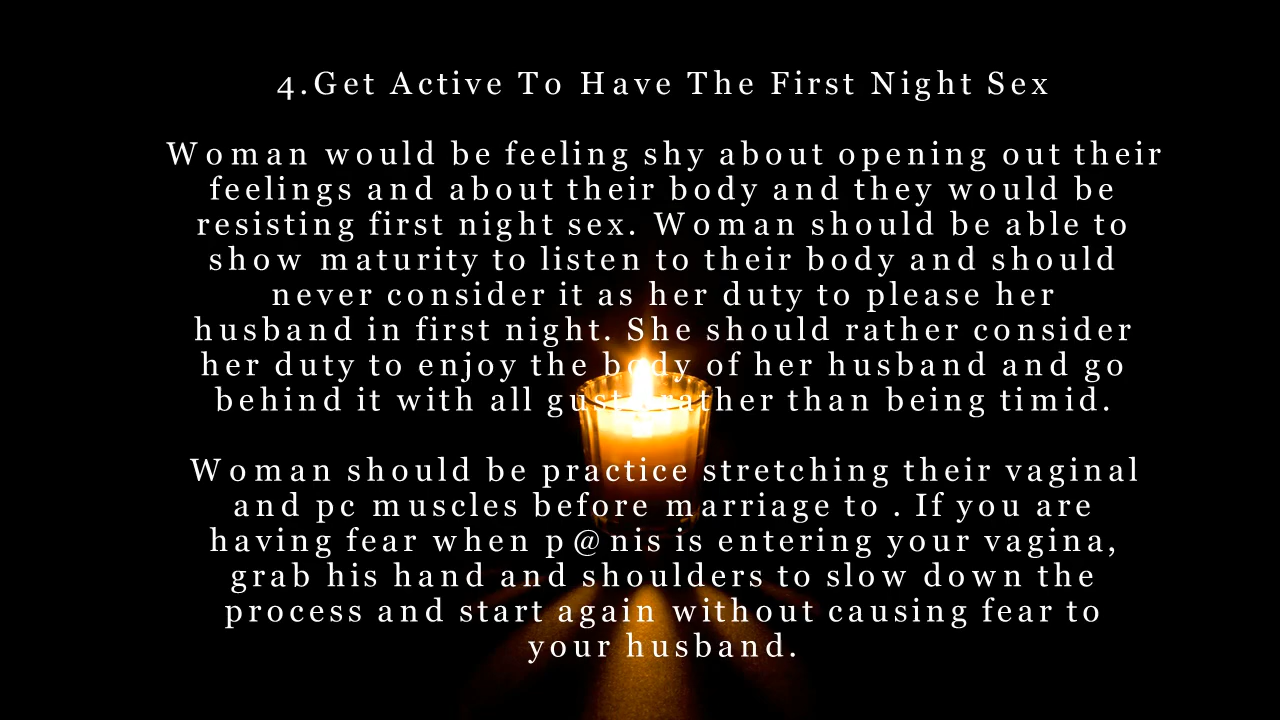 4.Get Active To Have The First Night Sex
Woman would be feeling shy about opening out their
feelings and about their body and they would be
resisting first night sex. Woman should be able to
show maturity to listen to their body and should
never consider it as her duty to please her
husband in first night. She should rather consider
her duty to enjoy the body of her husband and go
behind it with all gusto rather than being timid.
Woman should be practice stretching their vaginal
and pc muscles before marriage to . If you are
having fear when p@nis is entering your vagina,
grab his hand and shoulders to slow down the
process and start again without causing fear to
your husband.